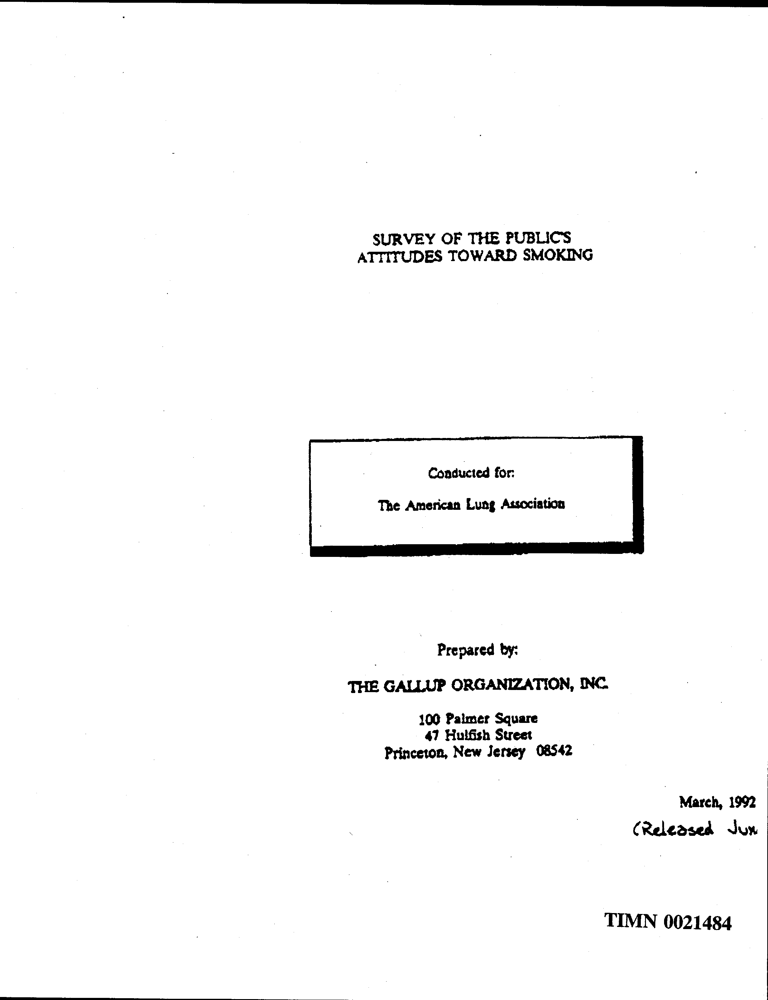 SURVEY OF THE PUBLIC'S
ATTITUDES TOWARD SMOKING
Conducted for:
The American Lung Association
Prepared by:
THE GALLUP ORGANIZATION, INC.
100 Palmer Square
47 Hulfish Street
Princeton, New Jersey 08542
March, 1992
(Released
TIMN 0021484